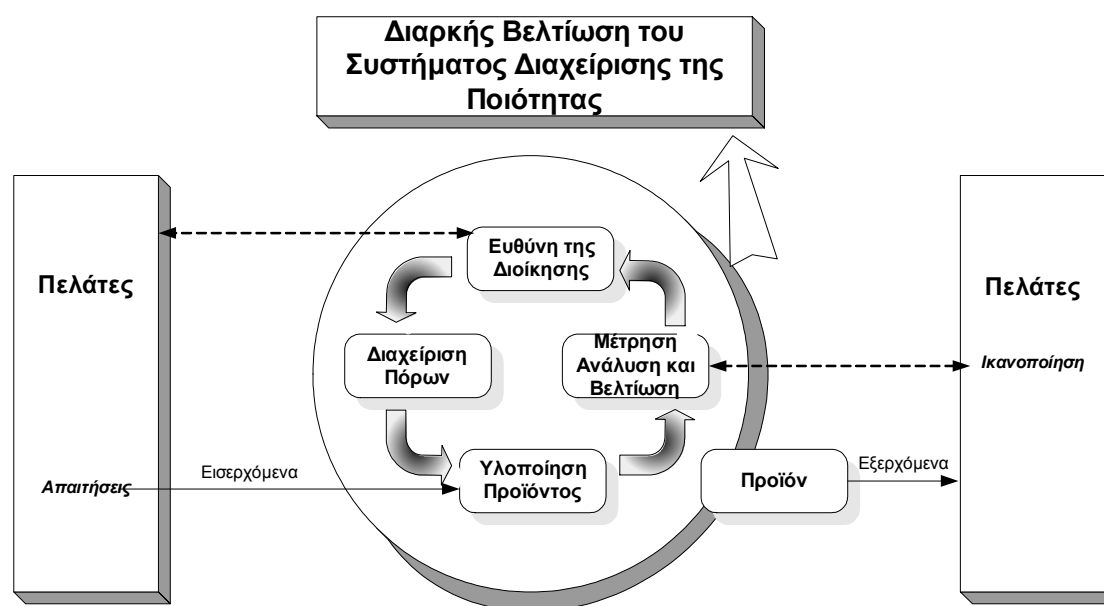 Διαρκής Βελτίωση του
Συστήματος Διαχείρισης της
Ποιότητας
Πελάτες
Απαιτήσεις
Εισερχόμενα
Ευθύνη της
Διοίκησης
Διαχείριση
Πόρων
Μέτρηση
Ανάλυση και
Βελτίωση
Υλοποίηση
Προϊόντος
Προϊόν
Εξερχόμενα
Πελάτες
Ικανοποίηση